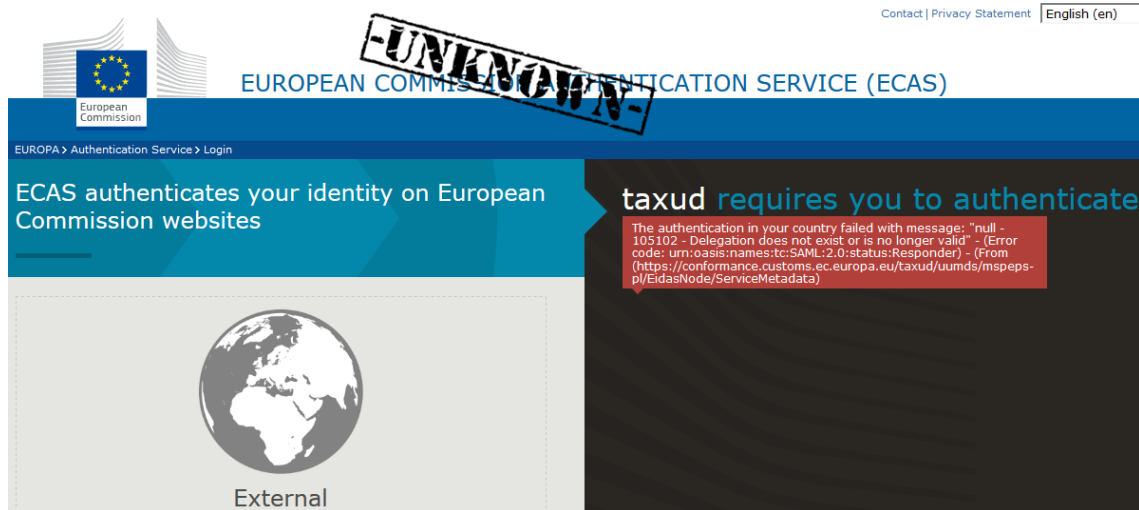 Contact | Privacy Statement English (en)
-UNKNOWN-
EUROPEAN COMMISSION AUTHENTICATION SERVICE (ECAS)
European
Commission
EUROPA > Authentication Service > Login
ECAS authenticates your identity on European
Commission websites
taxud requires you to authenticate
The authentication in your country failed with message: "null -
105102 - Delegation does not exist or is no longer valid" - (Error
code: urn:oasis:names:tc:SAML:2.0:status:Responder) - (From
(https://conformance.customs.ec.europa.eu/taxud/uumds/mspeps-
pl/EidasNode/ServiceMetadata)
External